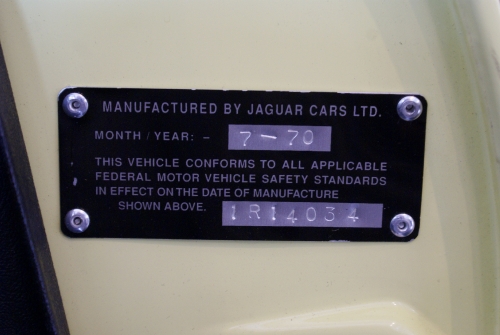 MANUFACTURED BY JAGUAR CARS LTD.
MONTH / YEAR: - 7-70
THIS VEHICLE CONFORMS TO ALL APPLICABLE
FEDERAL MOTOR VEHICLE SAFETY STANDARDS
IN EFFECT ON THE DATE OF MANUFACTURE
SHOWN ABOVE. 1R14034